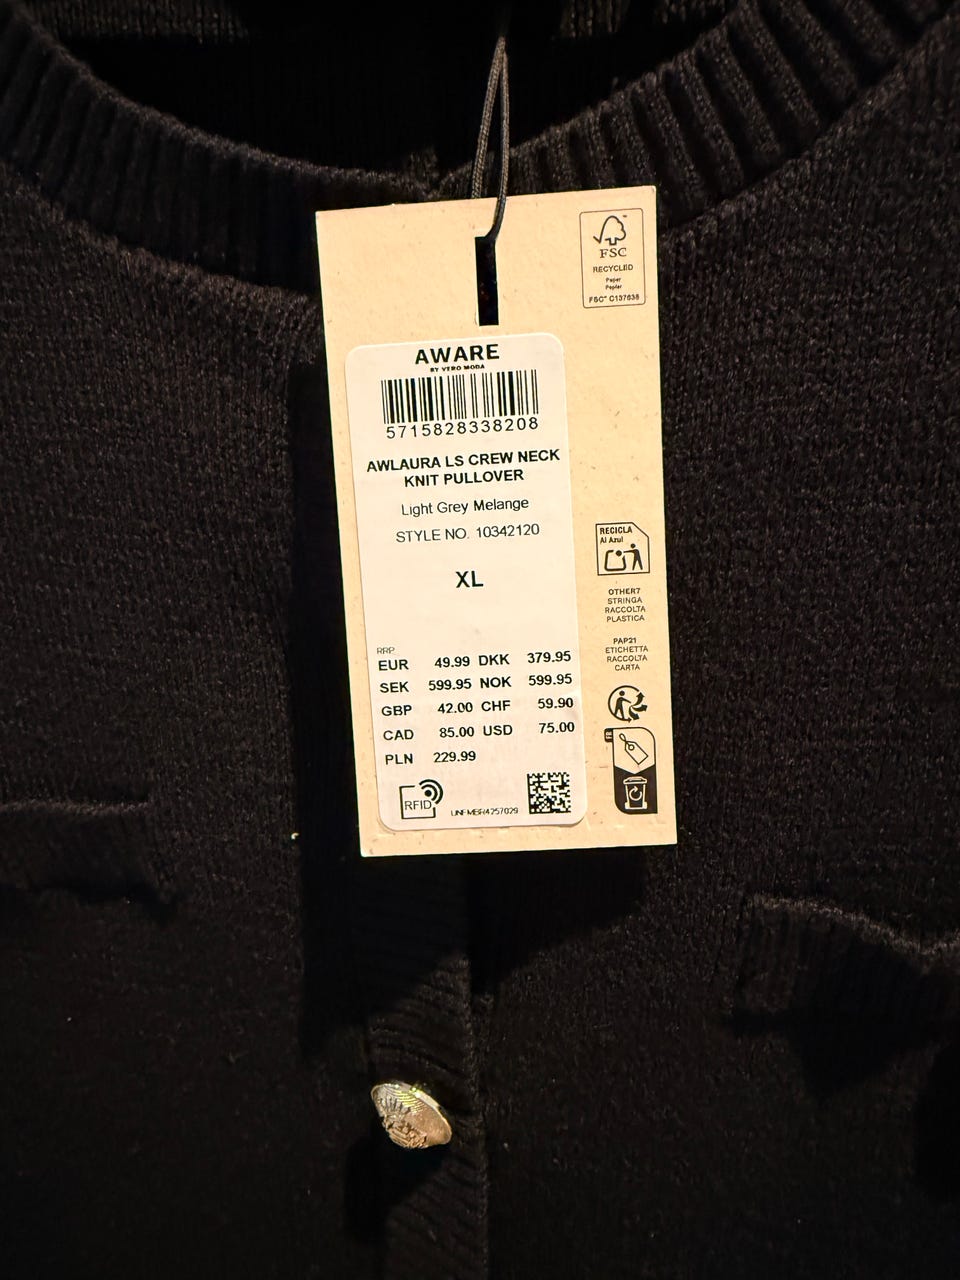 FSC
RECYCLED
Paper
Papier
FSC® C137638
AWARE
BY VERO MODA
5715828338208
AWLAURA LS CREW NECK
KNIT PULLOVER
Light Grey Melange
STYLE NO. 10342120
XL
RRP
EUR 49.99 DKK 379.95
SEK 599.95 NOK 599.95
GBP 42.00 CHF 59.90
CAD 85.00 USD 75.00
PLN 229.99
RFID
RECICLA
Al Azul
OTHER7
STRINGA
RACCOLTA
PLASTICA
PAP21
ETICHETTA
RACCOLTA
CARTA